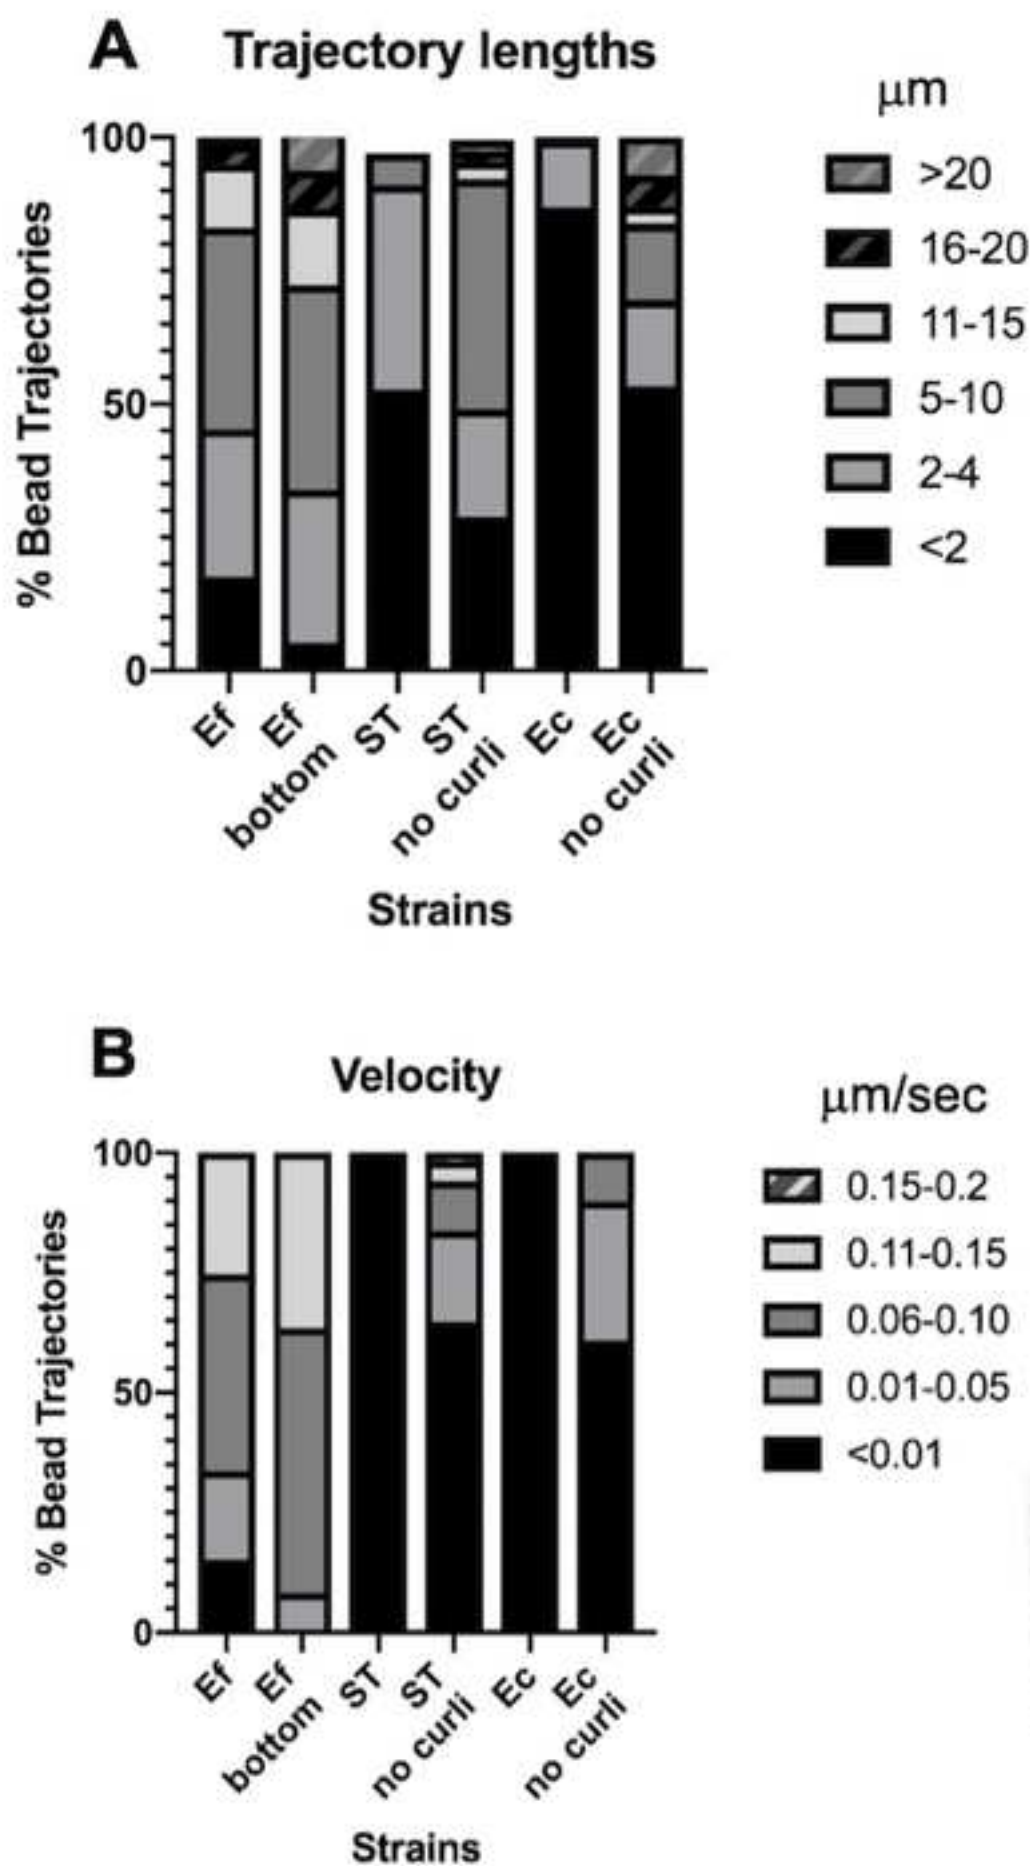 A
Trajectory lengths
μm
>20
16-20
11-15
5-10
2-4
<2
% Bead Trajectories
100
50
0
Ef
Ef
bottom
ST
ST
no curli
Ec
Ec
no curli
Strains
B
Velocity
μm/sec
0.15-0.2
0.11-0.15
0.06-0.10
0.01-0.05
<0.01
% Bead Trajectories
100
50
0
Ef
Ef
bottom
ST
ST
no curli
Ec
Ec
no curli
Strains